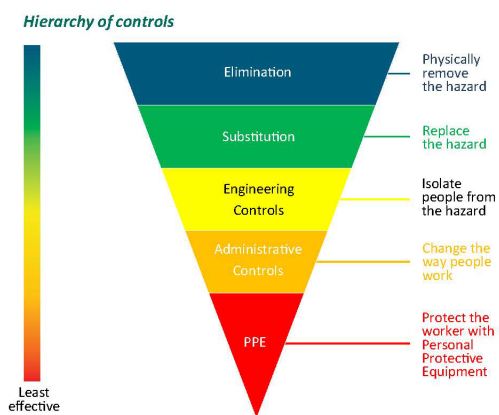 Hierarchy of controls
Elimination
Physically
remove
the hazard
Substitution
Replace
the hazard
Engineering
Controls
Isolate
people from
the hazard
Administrative
Controls
Change the
way people
work
PPE
Protect the
worker with
Personal
Protective
Equipment
Least
effective